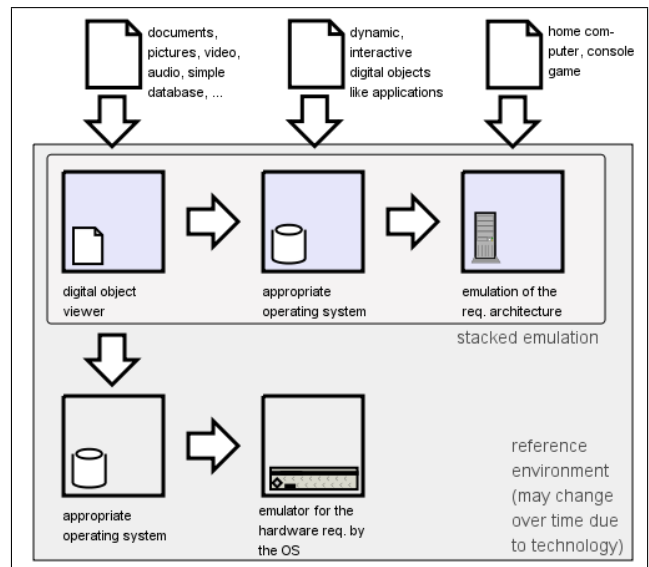 documents,
pictures, video,
audio, simple
database, ...
dynamic,
interactive
digital objects
like applications
home com-
puter, console
game
digital object
viewer
appropriate
operating system
emulation of the
req. architecture
stacked emulation
appropriate
operating system
emulator for the
hardware req. by
the OS
reference
environment
(may change
over time due
to technology)